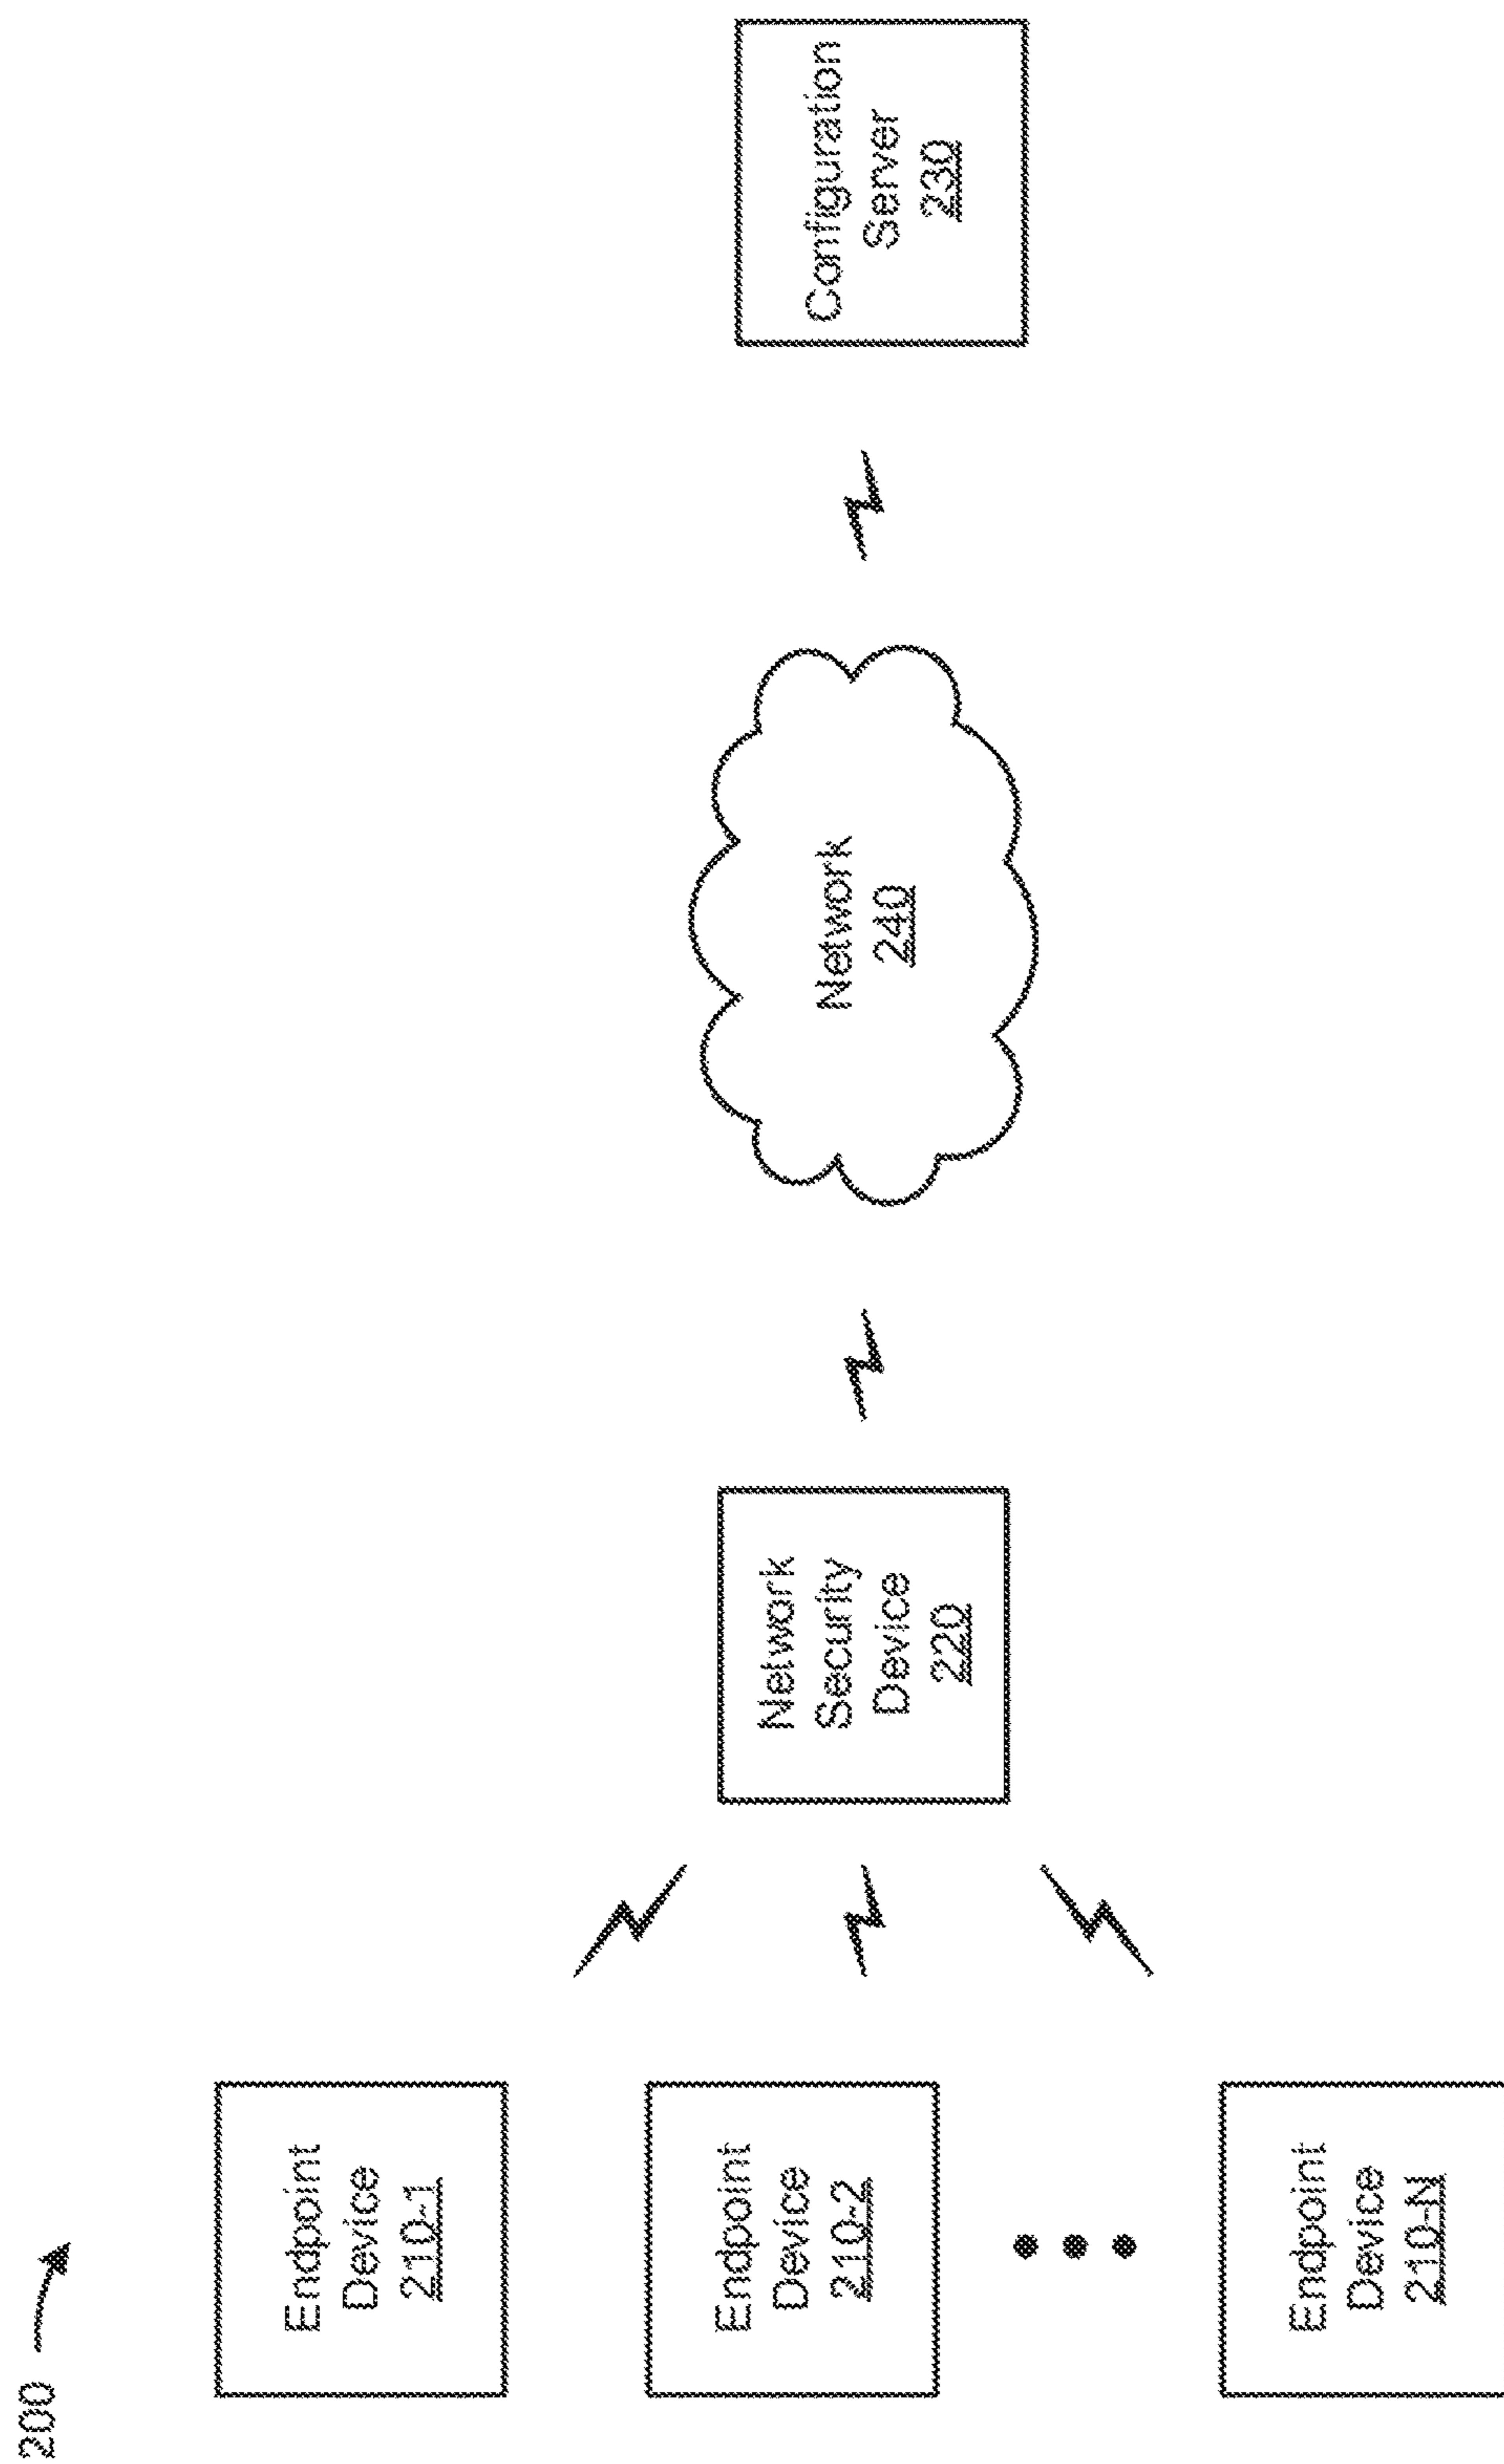 200
Endpoint
Device
210-1
Endpoint
Device
210-2
Endpoint
Device
210-N
Network
Security
Device
220
Network
240
Configuration
Server
230